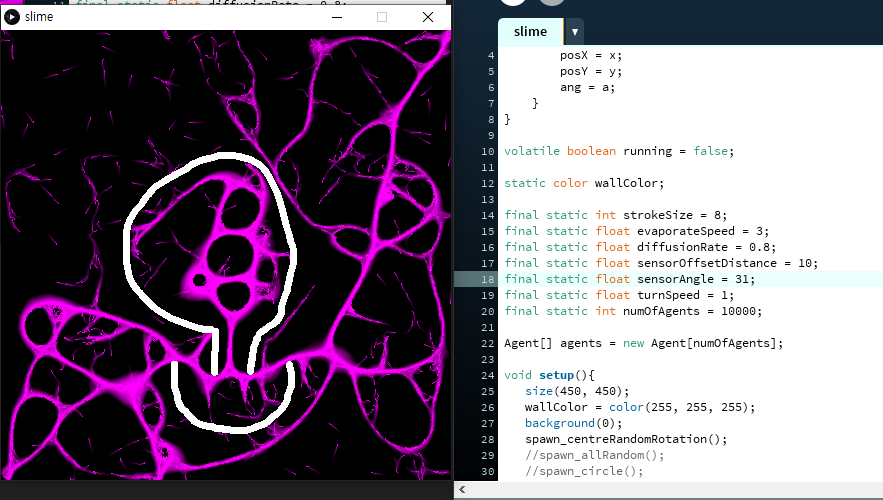 11 final static float diffusionRate = 0.8;
slime
slime
4 posX = x;
5 posY = y;
6 ang = a;
7 }
8 }
9
10 volatile boolean running = false;
11
12 static color wallColor;
13
14 final static int strokeSize = 8;
15 final static float evaporateSpeed = 3;
16 final static float diffusionRate = 0.8;
17 final static float sensorOffsetDistance = 10;
18 final static float sensorAngle = 31;
19 final static float turnSpeed = 1;
20 final static int numOfAgents = 10000;
21
22 Agent[] agents = new Agent[numOfAgents];
23
24 void setup(){
25 size(450, 450);
26 wallColor = color(255, 255, 255);
27 background(0);
28 spawn_centreRandomRotation();
29 //spawn_allRandom();
30 //spawn_circle();